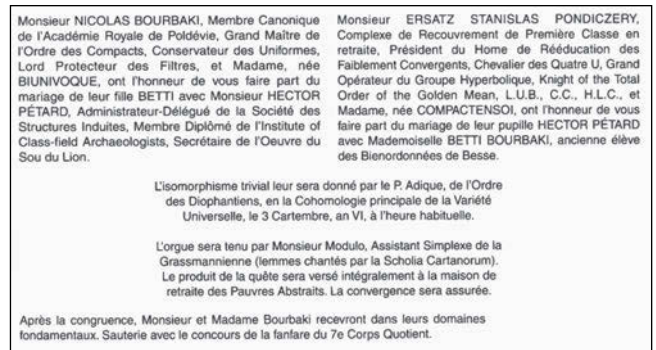 Monsieur NICOLAS BOURBAKI, Membre Canonique
de l'Académie Royale de Poldévie, Grand Maître de
l'Ordre des Compacts, Conservateur des Uniformes,
Lord Protecteur des Filtres, et Madame, née
BIUNIVOQUE, ont l'honneur de vous faire part du
mariage de leur fille BETTI avec Monsieur HECTOR
PÉTARD, Administrateur-Délégué de la Société des
Structures Induites, Membre Diplômé de l'Institute of
Class-field Archaeologists, Secrétaire de l'Oeuvre du
Sou du Lion.
Monsieur ERSATZ STANISLAS PONDICZERY,
Complexe de Recouvrement de Première Classe en
retraite, Président du Home de Rééducation des
Faiblement Convergents, Chevalier des Quatre U, Grand
Opérateur du Groupe Hyperbolique, Knight of the Total
Order of the Golden Mean, L.U.B., C.C., H.L.C., et
Madame, née COMPACTENSOI, ont l'honneur de vous
faire part du mariage de leur pupille HECTOR PÉTARD
avec Mademoiselle BETTI BOURBAKI, ancienne élève
des Bienordonnées de Besse.
L'isomorphisme trivial leur sera donné par le P. Adique, de l'Ordre
des Diophantiens, en la Cohomologie principale de la Variété
Universelle, le 3 Cartembre, an VI, à l'heure habituelle.
L'orgue sera tenu par Monsieur Modulo, Assistant Simplexe de la
Grassmannienne (lemmes chantés par la Scholia Cartanorum).
Le produit de la quête sera versé intégralement à la maison de
retraite des Pauvres Abstraits. La convergence sera assurée.
Après la congruence, Monsieur et Madame Bourbaki recevront dans leurs domaines
fondamentaux. Sauterie avec le concours de la fanfare du 7e Corps Quotient.